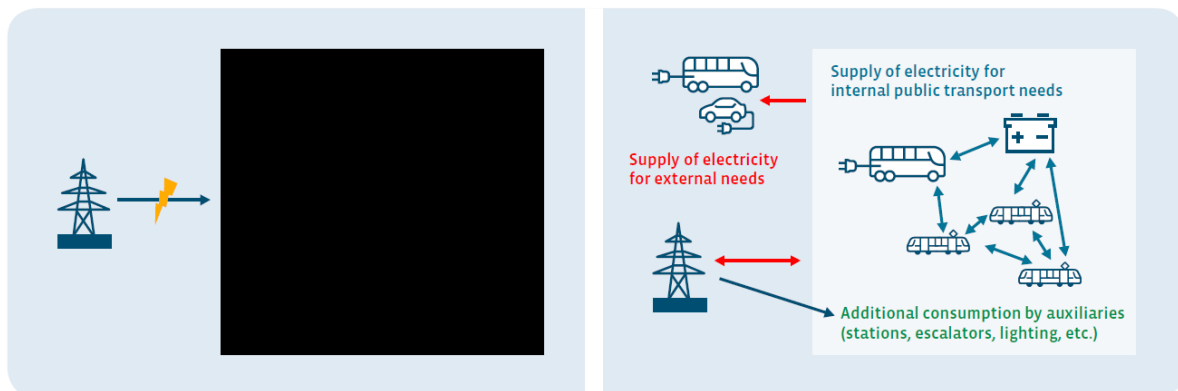 Supply of electricity for
internal public transport needs
Supply of electricity
for external needs
Additional consumption by auxiliaries
(stations, escalators, lighting, etc.)